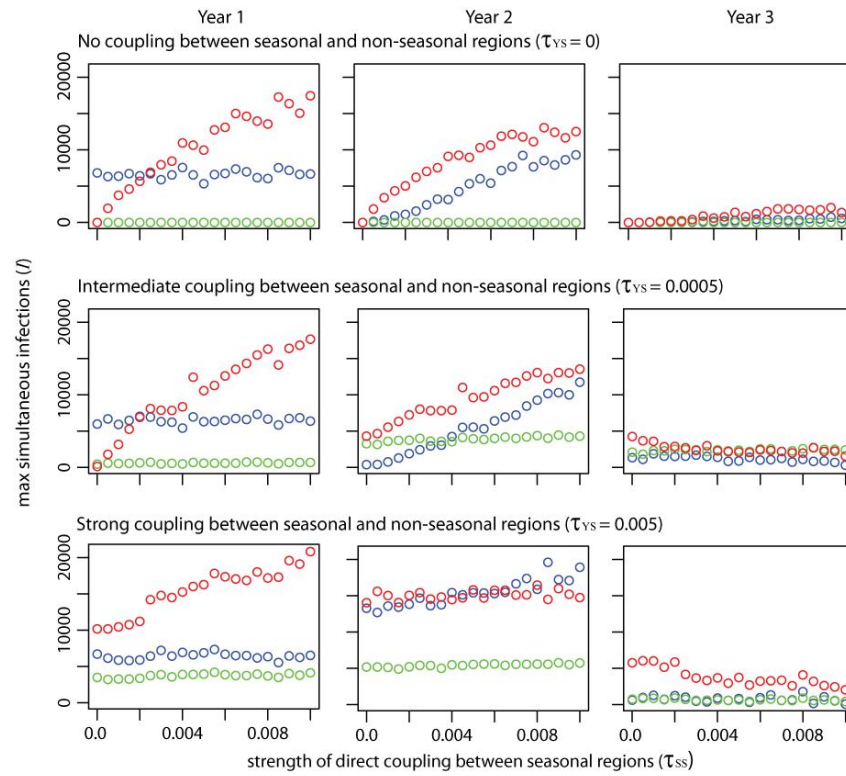 Year 1 Year 2 Year 3
No coupling between seasonal and non-seasonal regions (τYS = 0)
20000
10000
0
Intermediate coupling between seasonal and non-seasonal regions (τYS = 0.0005)
20000
10000
0
max simultaneous infections (I)
Strong coupling between seasonal and non-seasonal regions (τYS = 0.005)
20000
10000
0
0.0 0.004 0.008 0.0 0.004 0.008 0.0 0.004 0.008
strength of direct coupling between seasonal regions (τSS)